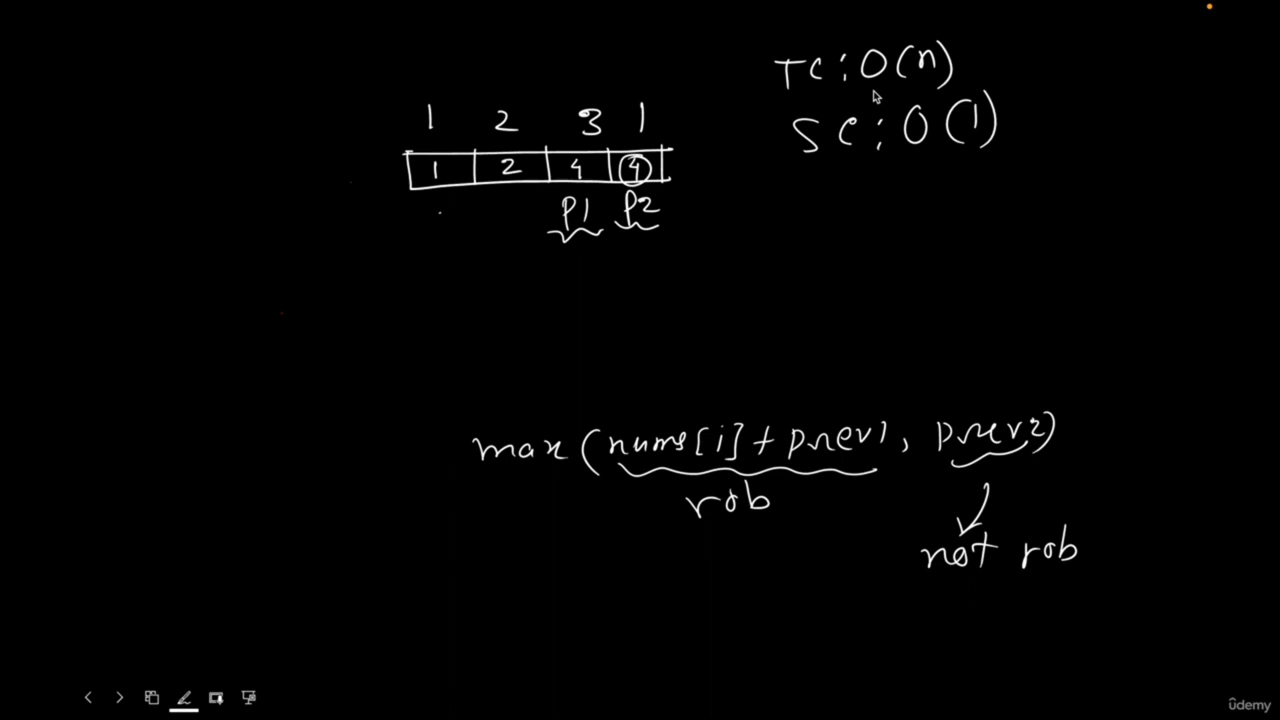 TC : O(n)
SC : O(1)
1 2 3 1
1 2 4 4
P1 P2
max (nums[i] + prev1, prev2)
rob
not rob
ûdemy